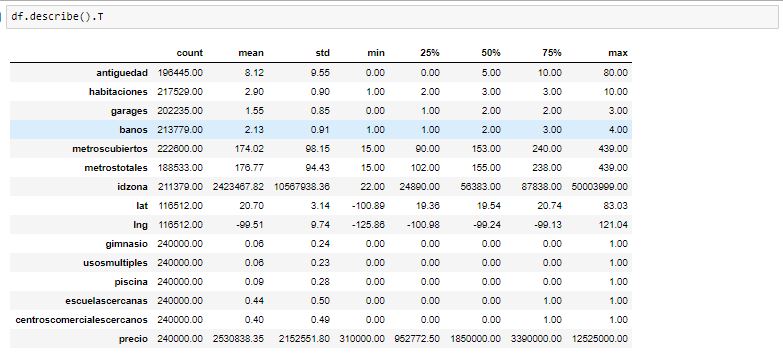 df.describe().T
count mean std min 25% 50% 75% max
antiguedad 196445.00 8.12 9.55 0.00 0.00 5.00 10.00 80.00
habitaciones 217529.00 2.90 0.90 1.00 2.00 3.00 3.00 10.00
garages 202235.00 1.55 0.85 0.00 1.00 2.00 2.00 3.00
banos 213779.00 2.13 0.91 1.00 1.00 2.00 3.00 4.00
metroscubiertos 222600.00 174.02 98.15 15.00 90.00 153.00 240.00 439.00
metrostotales 188533.00 176.77 94.43 15.00 102.00 155.00 238.00 439.00
idzona 211379.00 2423467.82 10567938.36 22.00 24890.00 56383.00 87838.00 50003999.00
lat 116512.00 20.70 3.14 -100.89 19.36 19.54 20.74 83.03
lng 116512.00 -99.51 9.74 -125.86 -100.98 -99.24 -99.13 121.04
gimnasio 240000.00 0.06 0.24 0.00 0.00 0.00 0.00 1.00
usosmultiples 240000.00 0.06 0.23 0.00 0.00 0.00 0.00 1.00
piscina 240000.00 0.09 0.28 0.00 0.00 0.00 0.00 1.00
escuelascercanas 240000.00 0.44 0.50 0.00 0.00 0.00 1.00 1.00
centroscomercialescercanos 240000.00 0.40 0.49 0.00 0.00 0.00 1.00 1.00
precio 240000.00 2530838.35 2152551.80 310000.00 952772.50 1850000.00 3390000.00 12525000.00